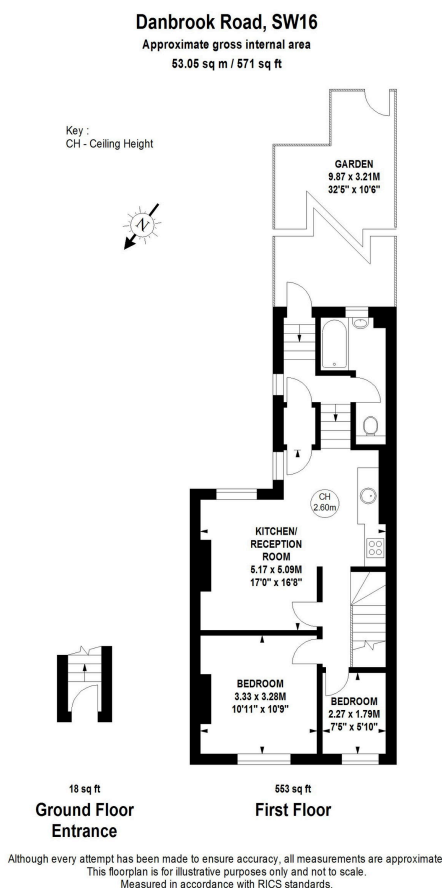 Danbrook Road, SW16
Approximate gross internal area
53.05 sq m / 571 sq ft
Key :
CH - Ceiling Height
N
GARDEN
9.87 x 3.21M
32'5" x 10'6"
CH
2.60m
KITCHEN/
RECEPTION
ROOM
5.17 x 5.09M
17'0" x 16'8"
BEDROOM
3.33 x 3.28M
10'11" x 10'9"
BEDROOM
2.27 x 1.79M
7'5" x 5'10"
18 sq ft
Ground Floor
Entrance
553 sq ft
First Floor
Although every attempt has been made to ensure accuracy, all measurements are approximate
This floorplan is for illustrative purposes only and not to scale.
Measured in accordance with RICS standards.